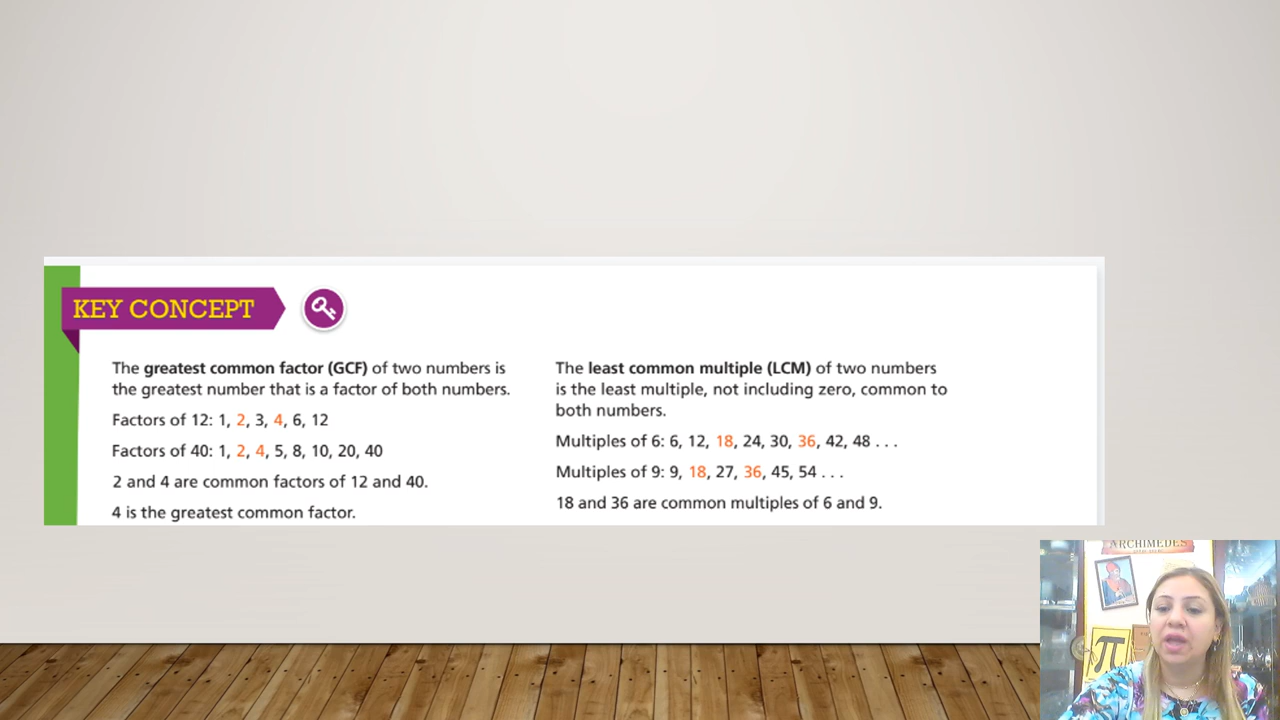 KEY CONCEPT
The greatest common factor (GCF) of two numbers is
the greatest number that is a factor of both numbers.
Factors of 12: 1, 2, 3, 4, 6, 12
Factors of 40: 1, 2, 4, 5, 8, 10, 20, 40
2 and 4 are common factors of 12 and 40.
4 is the greatest common factor.
The least common multiple (LCM) of two numbers
is the least multiple, not including zero, common to
both numbers.
Multiples of 6: 6, 12, 18, 24, 30, 36, 42, 48 . . .
Multiples of 9: 9, 18, 27, 36, 45, 54 . . .
18 and 36 are common multiples of 6 and 9.
ARCHIMEDES
π